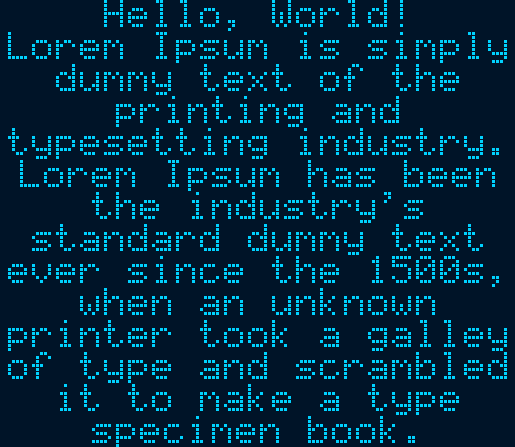 Hello, World!
Lorem Ipsum is simply
dummy text of the
printing and
typesetting industry.
Lorem Ipsum has been
the industry's
standard dummy text
ever since the 1500s,
when an unknown
printer took a galley
of type and scrambled
it to make a type
specimen book.